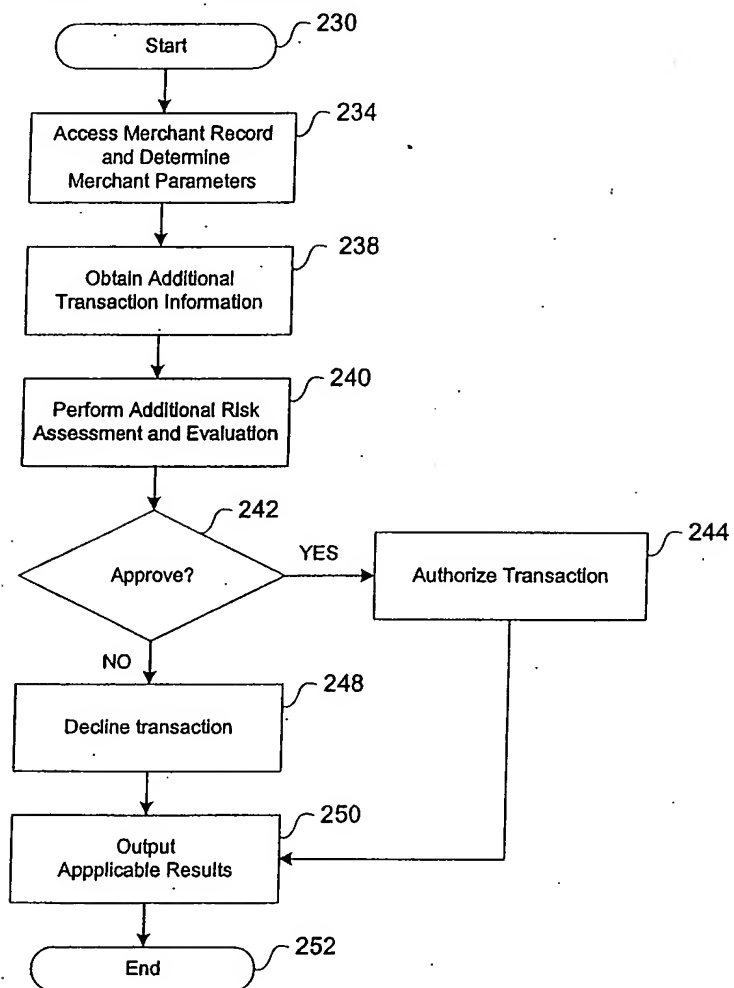 230
Start
234
Access Merchant Record
and Determine
Merchant Parameters
238
Obtain Additional
Transaction Information
240
Perform Additional Risk
Assessment and Evaluation
242
Approve?
YES
244
Authorize Transaction
NO
248
Decline transaction
250
Output
Appplicable Results
252
End